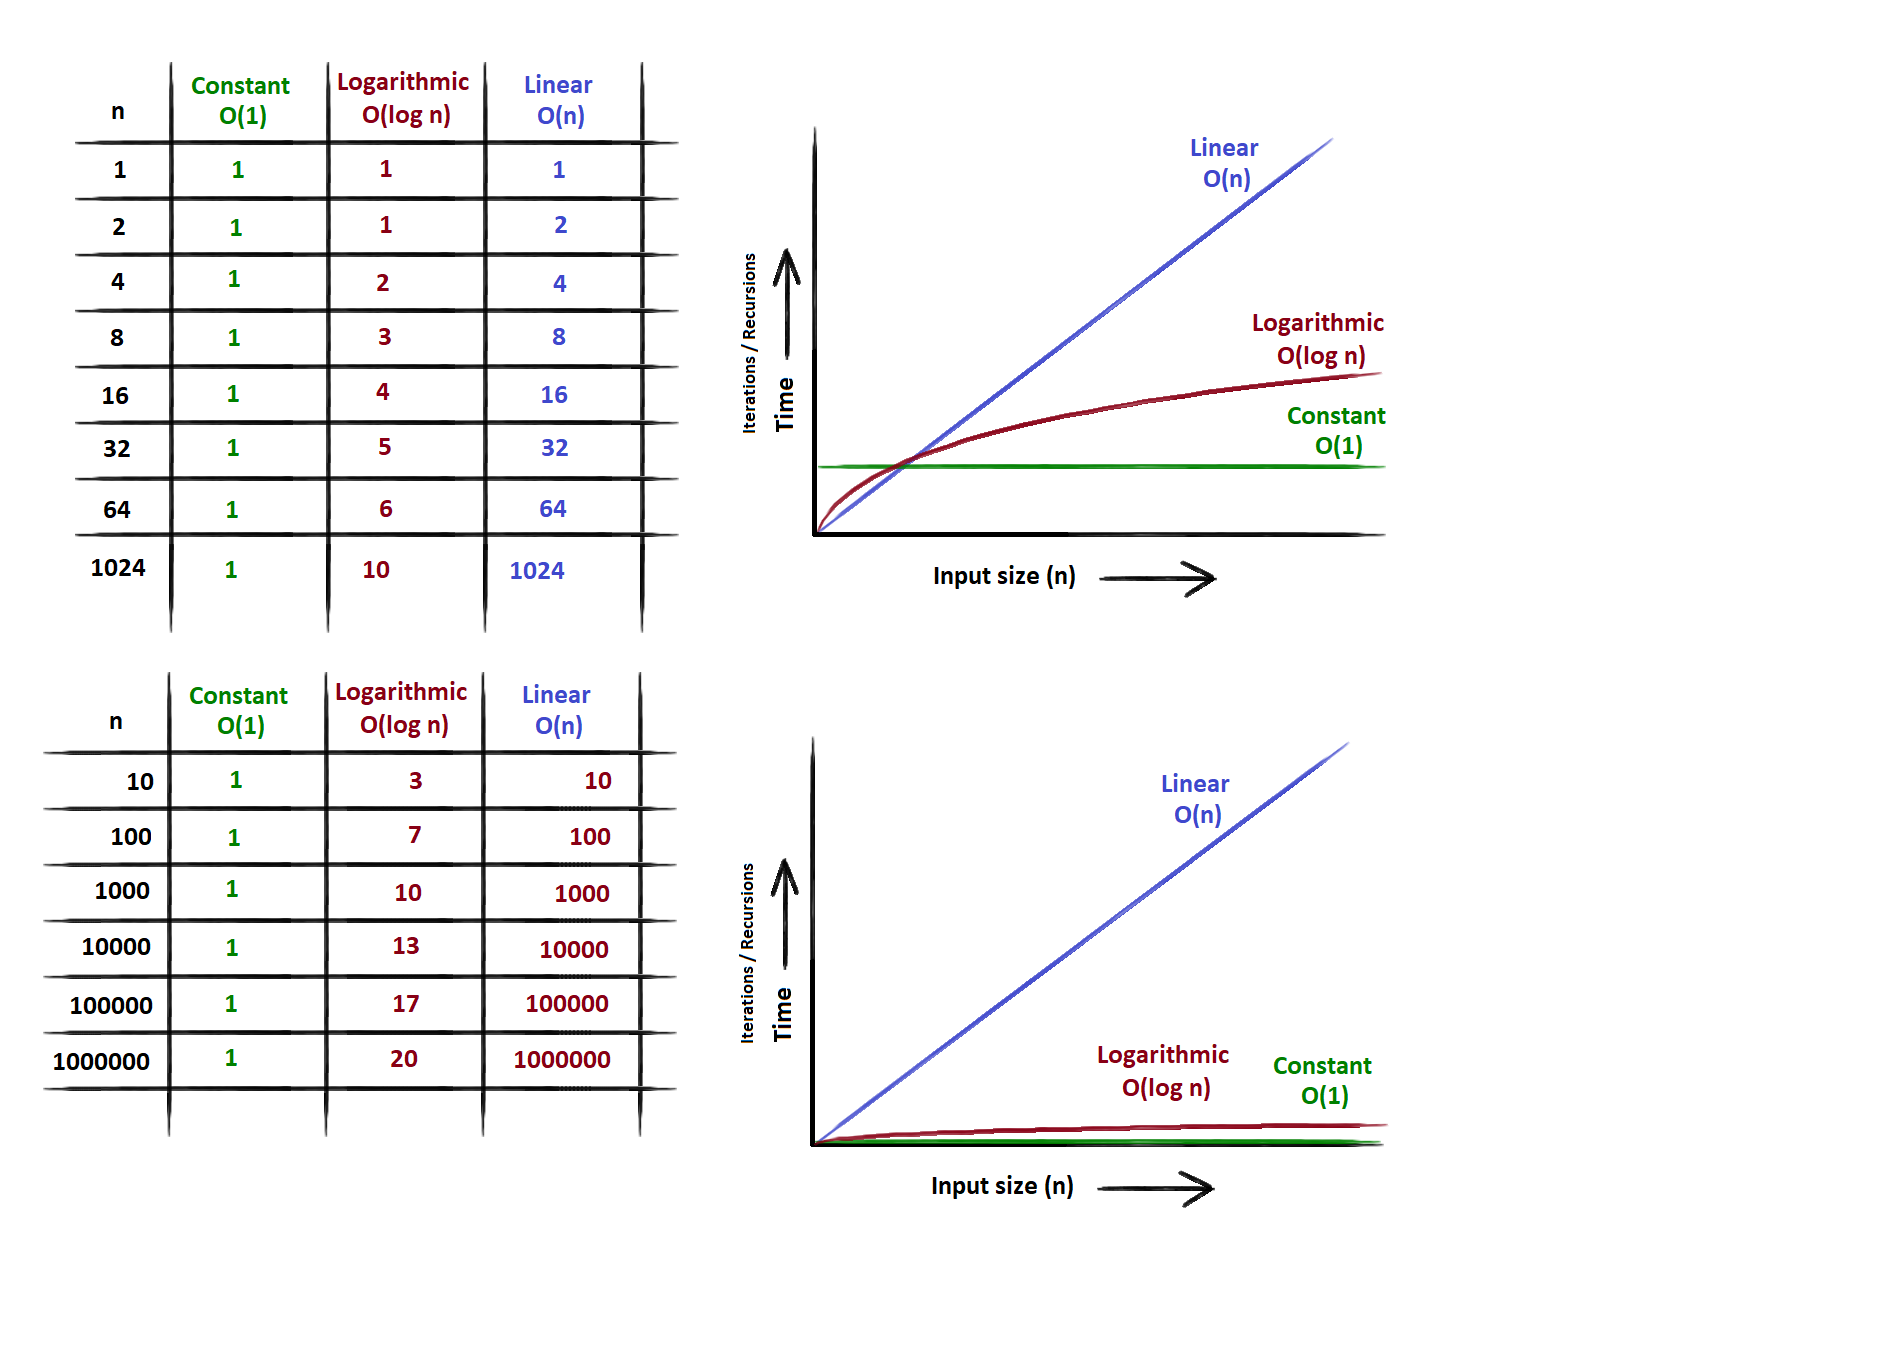 n Constant O(1) Logarithmic O(log n) Linear O(n)
1 1 1 1
2 1 1 2
4 1 2 4
8 1 3 8
16 1 4 16
32 1 5 32
64 1 6 64
1024 1 10 1024
Linear
O(n)
Logarithmic
O(log n)
Constant
O(1)
Iterations / Recursions
Time
Input size (n)
n Constant O(1) Logarithmic O(log n) Linear O(n)
10 1 3 10
100 1 7 100
1000 1 10 1000
10000 1 13 10000
100000 1 17 100000
1000000 1 20 1000000
Linear
O(n)
Logarithmic
O(log n)
Constant
O(1)
Iterations / Recursions
Time
Input size (n)